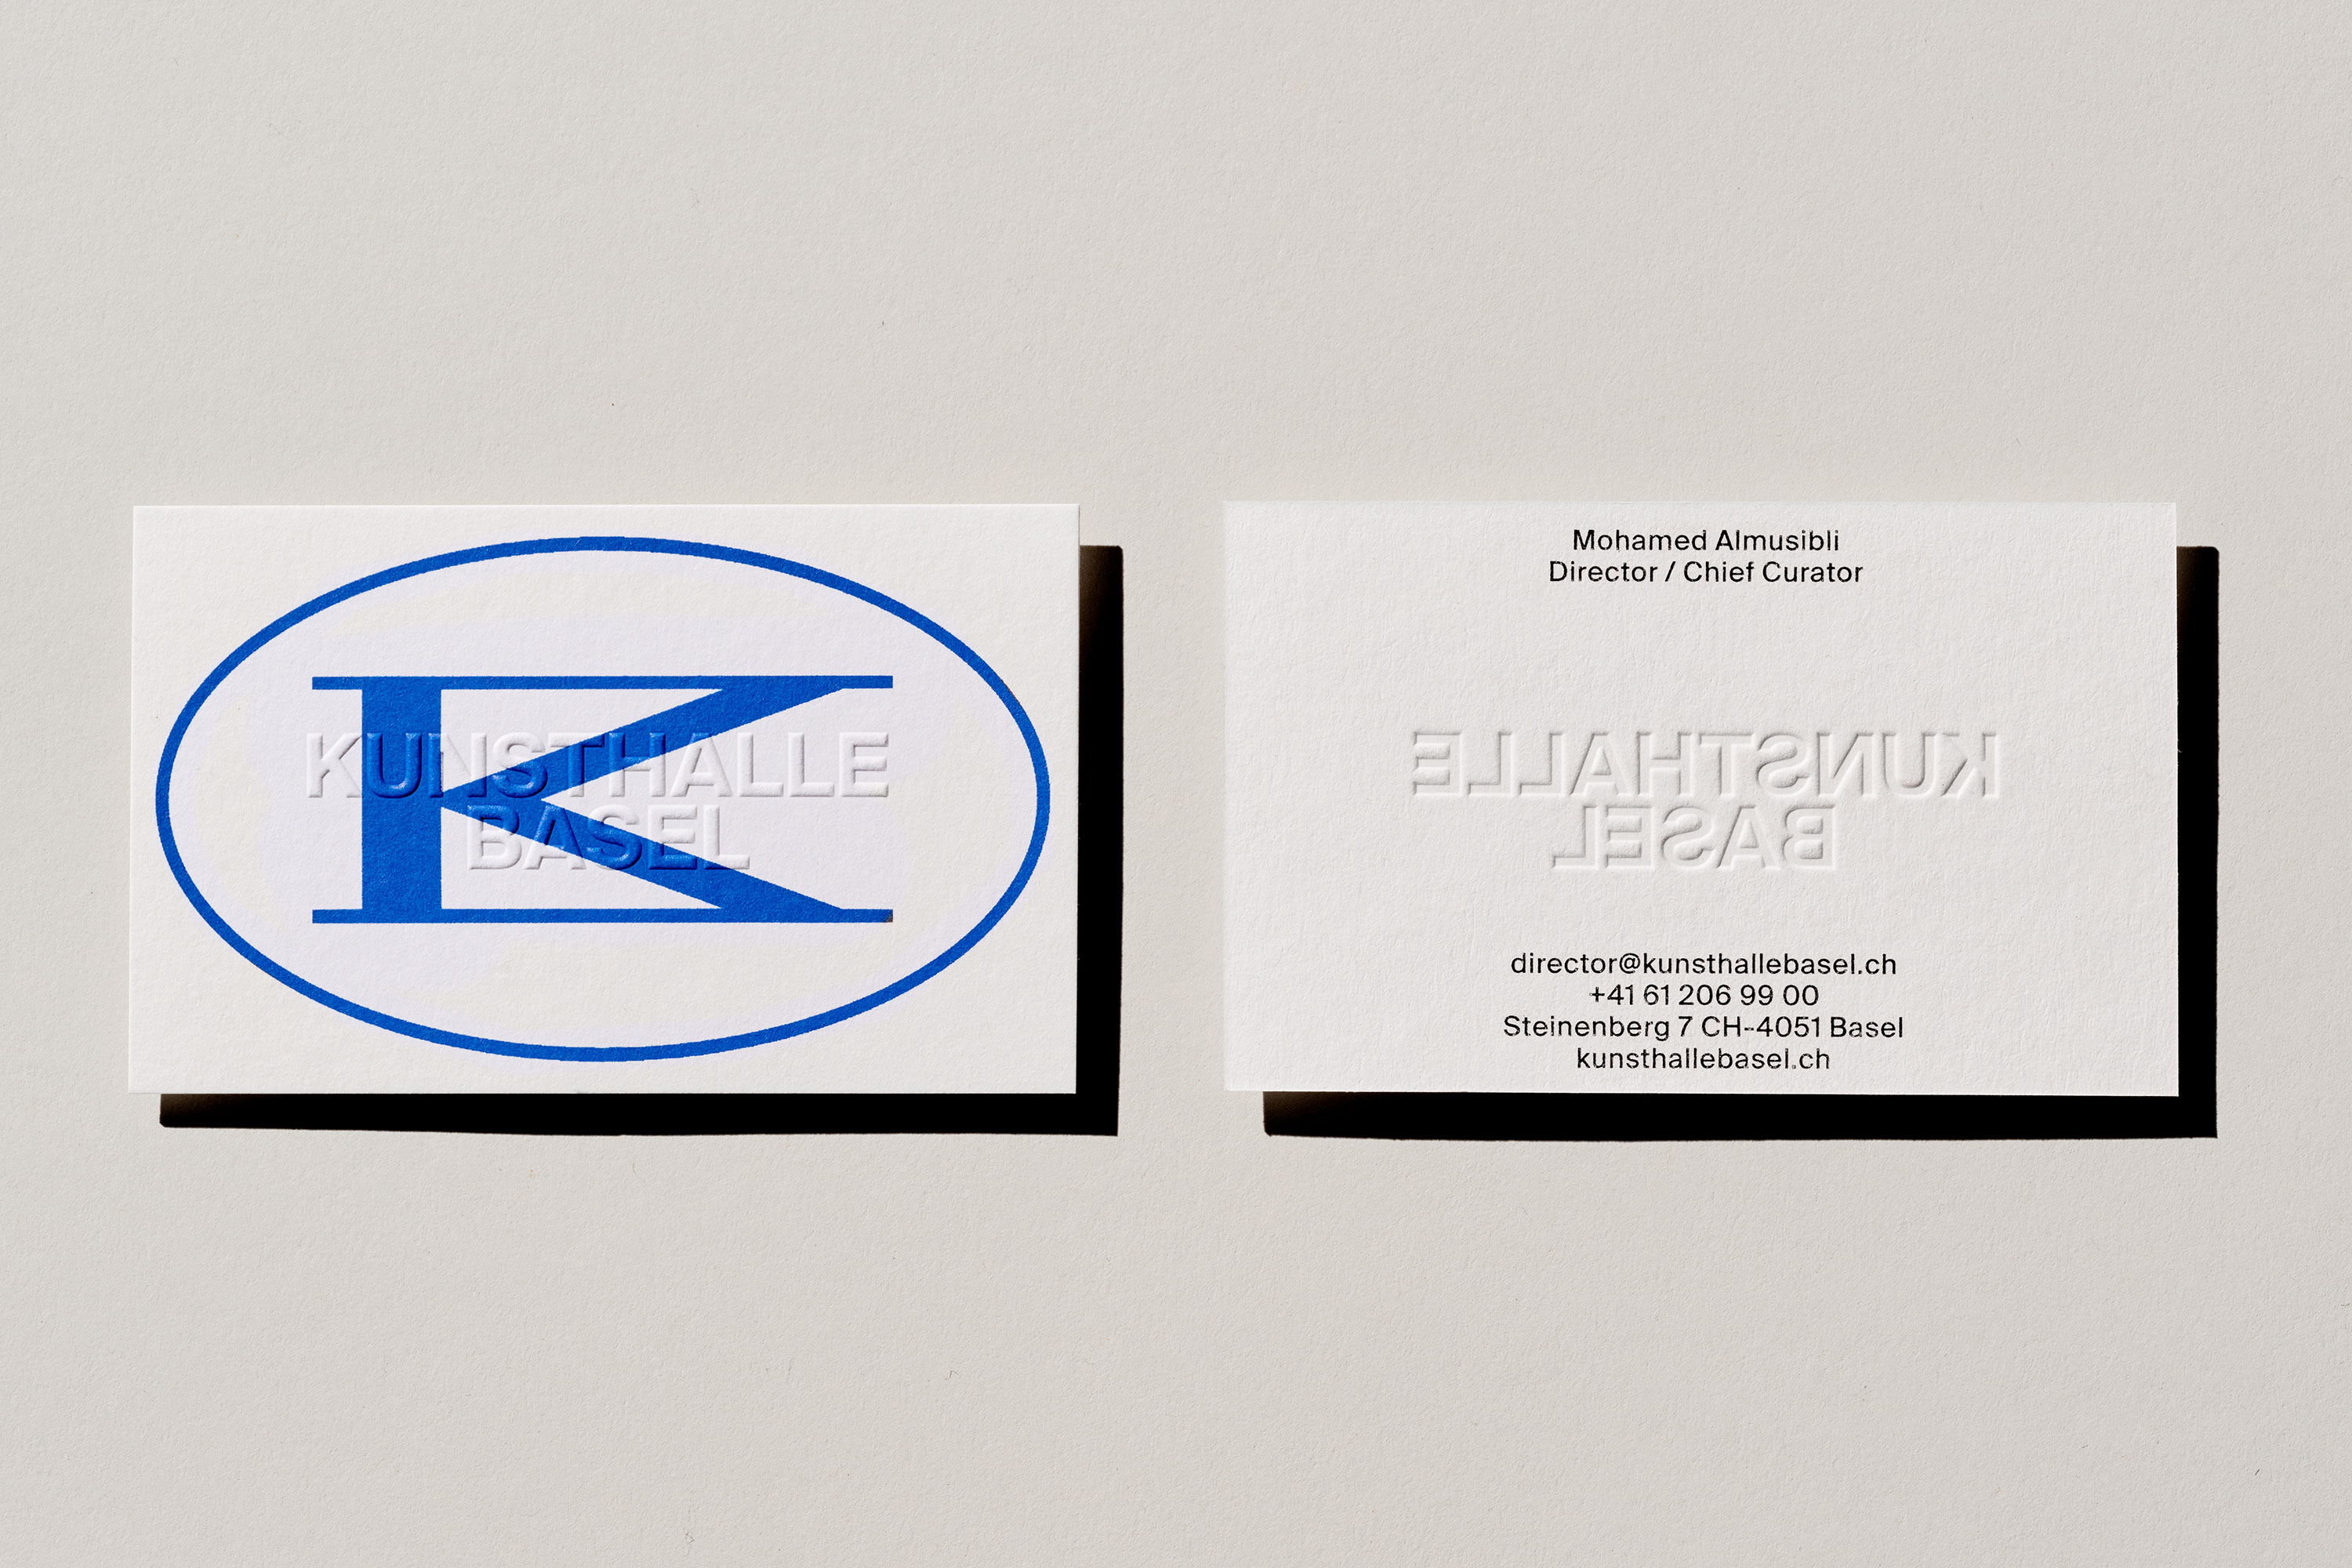 K
KUNSTHALLE
BASEL
Mohamed Almusibli
Director / Chief Curator
KUNSTHALLE
BASEL
director@kunsthallebasel.ch
+41 61 206 99 00
Steinenberg 7 CH-4051 Basel
kunsthallebasel.ch